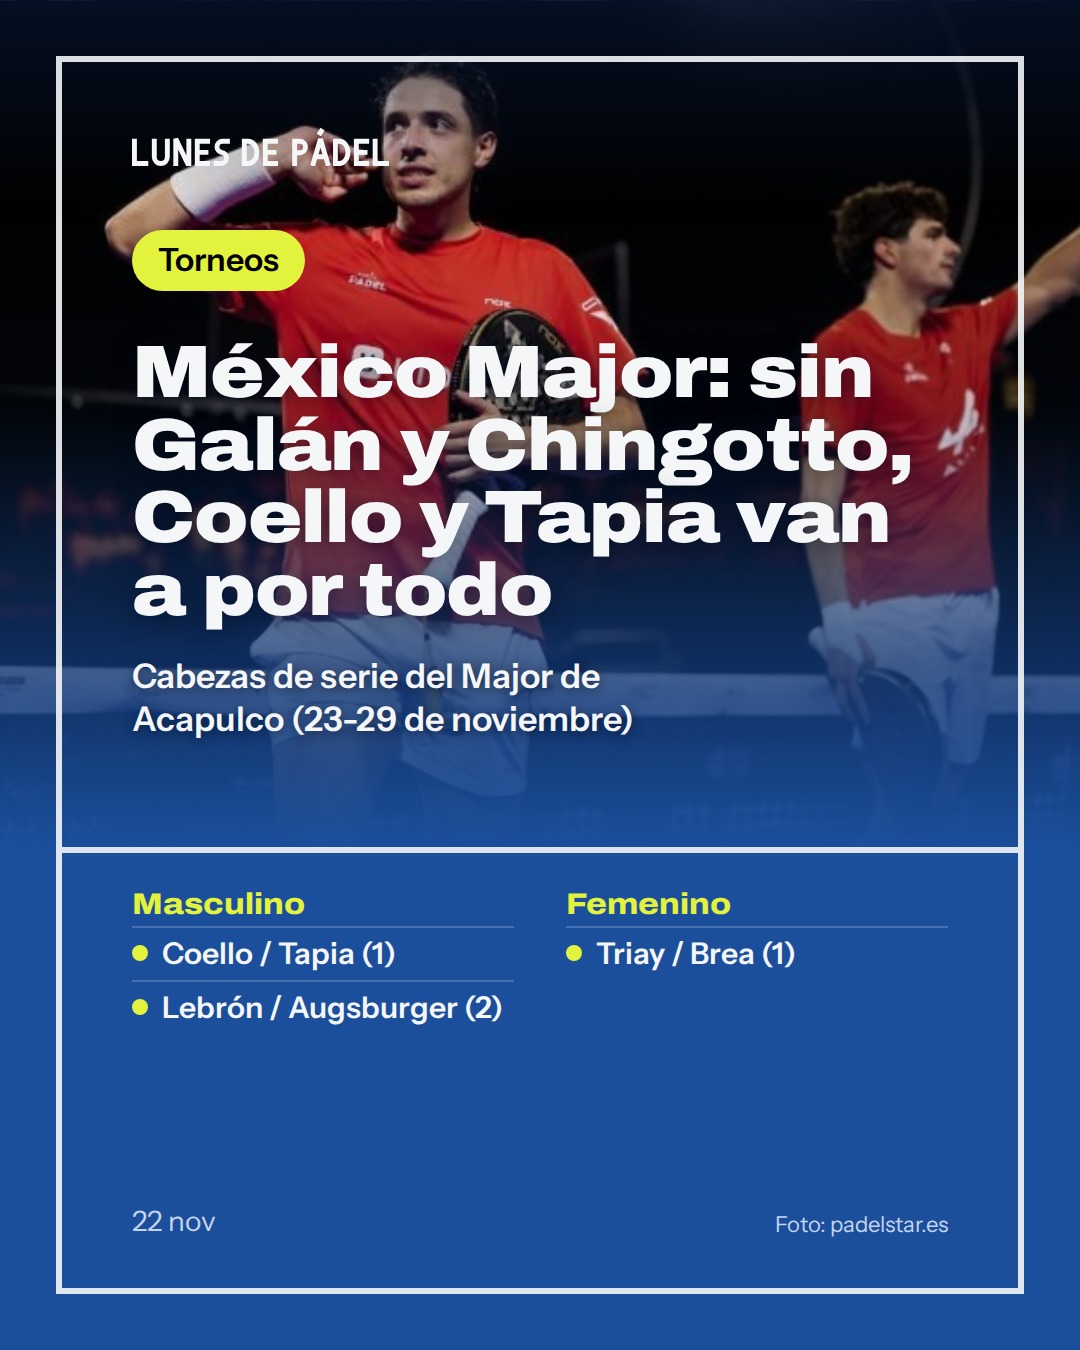 LUNES DE PÁDEL
Torneos
México Major: sin
Galán y Chingotto,
Coello y Tapia van
a por todo
Cabezas de serie del Major de
Acapulco (23-29 de noviembre)
Masculino
Coello / Tapia (1)
Lebrón / Augsburger (2)
Femenino
Triay / Brea (1)
22 nov
Foto: padelstar.es